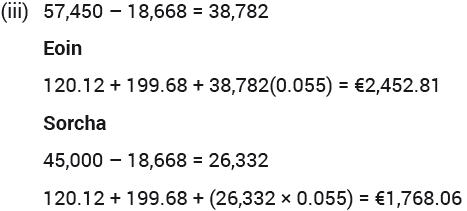 (iii) 57,450 – 18,668 = 38,782
Eoin
120.12 + 199.68 + 38,782(0.055) = €2,452.81
Sorcha
45,000 – 18,668 = 26,332
120.12 + 199.68 + (26,332 × 0.055) = €1,768.06